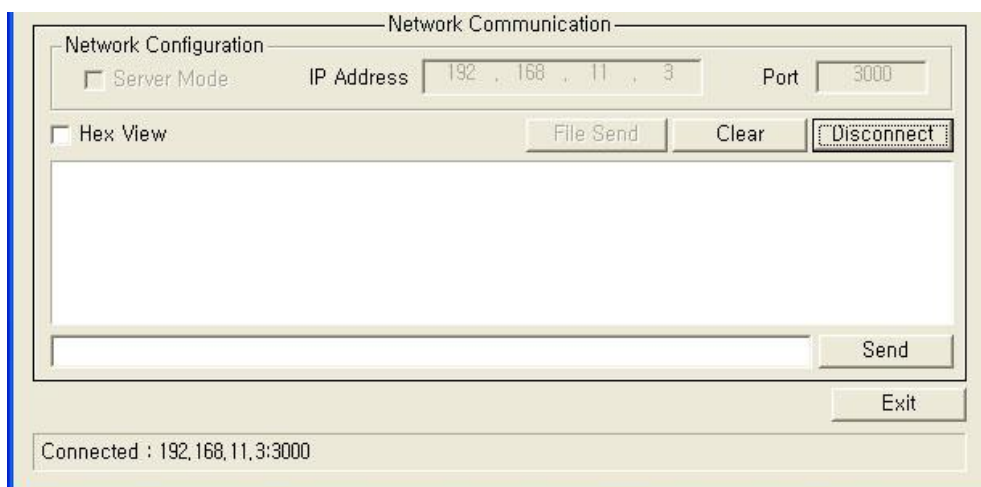 Network Communication
Network Configuration
Server Mode IP Address 192 . 168 . 11 . 3 Port 3000
Hex View File Send Clear Disconnect
Send
Exit
Connected : 192,168,11,3:3000